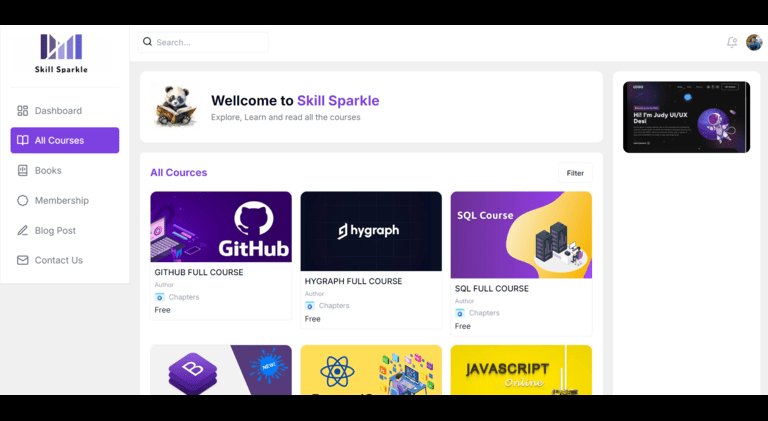 Skill Sparkle
Search...
Dashboard
All Courses
Books
Membership
Blog Post
Contact Us
Wellcome to Skill Sparkle
Explore, Learn and read all the courses
Hi! I'm Judy UI/UX
Desi
All Cources
Filter
GitHub
GITHUB FULL COURSE
Author
Chapters
Free
hygraph
HYGRAPH FULL COURSE
Author
Chapters
Free
SQL Course
SQL FULL COURSE
Author
Chapters
Free
B
NEW!
JAVASCRIPT
Online